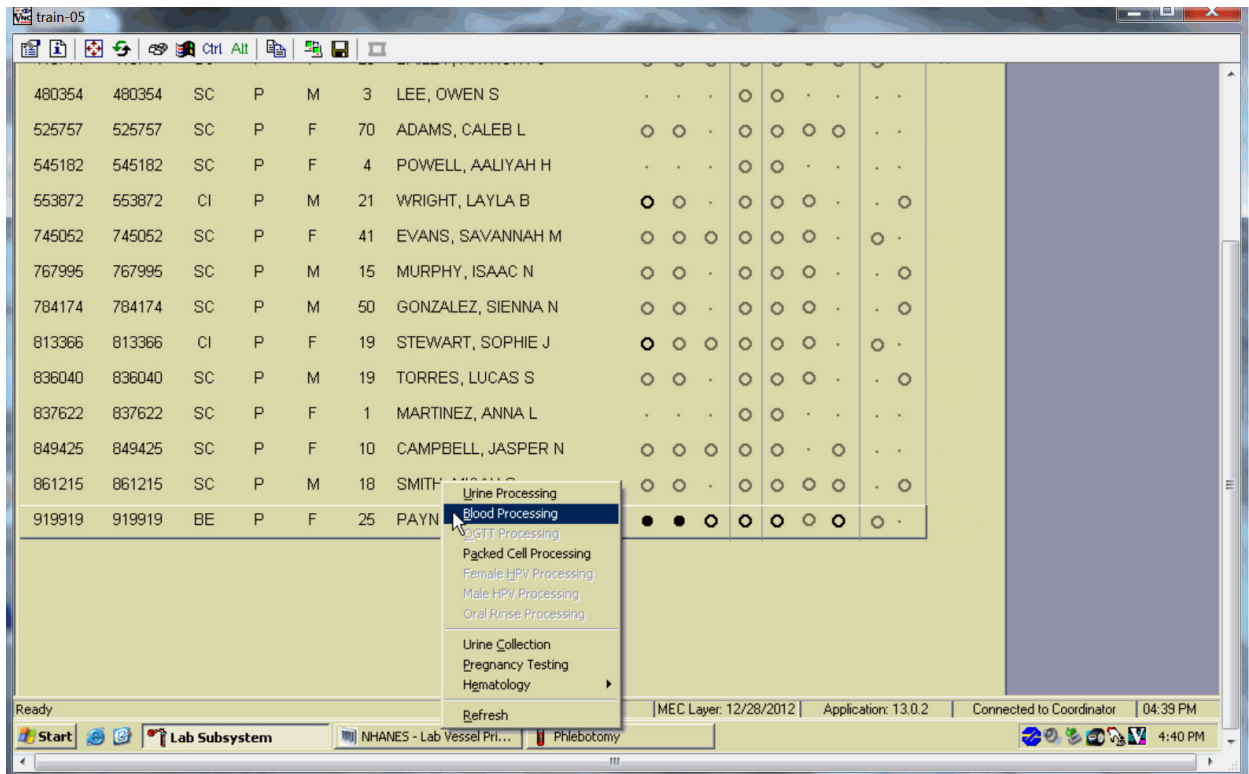 train-05
Ctrl Alt
480354 480354 SC P M 3 LEE, OWEN S
525757 525757 SC P F 70 ADAMS, CALEB L
545182 545182 SC P F 4 POWELL, AALIYAH H
553872 553872 CI P M 21 WRIGHT, LAYLA B
745052 745052 SC P F 41 EVANS, SAVANNAH M
767995 767995 SC P M 15 MURPHY, ISAAC N
784174 784174 SC P M 50 GONZALEZ, SIENNA N
813366 813366 CI P F 19 STEWART, SOPHIE J
836040 836040 SC P M 19 TORRES, LUCAS S
837622 837622 SC P F 1 MARTINEZ, ANNA L
849425 849425 SC P F 10 CAMPBELL, JASPER N
861215 861215 SC P M 18 SMITH
919919 919919 BE P F 25 PAYN
Urine Processing
Blood Processing
OGTT Processing
Packed Cell Processing
Female HPV Processing
Male HPV Processing
Oral Rinse Processing
Urine Collection
Pregnancy Testing
Hematology
Refresh
Ready MEC Layer: 12/28/2012 Application: 13.0.2 Connected to Coordinator 04:39 PM
Start Lab Subsystem NHANES - Lab Vessel Pri... Phlebotomy 4:40 PM